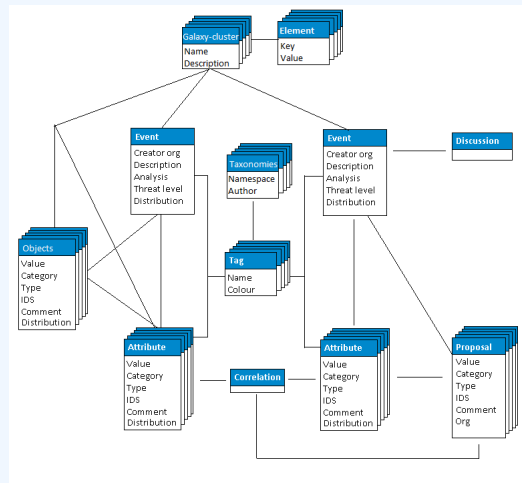 Galaxy-cluster
Name
Description
Element
Key
Value
Event
Creator org
Description
Analysis
Threat level
Distribution
Taxonomies
Namespace
Author
Event
Creator org
Description
Analysis
Threat level
Distribution
Discussion
Objects
Value
Category
Type
IDS
Comment
Distribution
Tag
Name
Colour
Attribute
Value
Category
Type
IDS
Comment
Distribution
Correlation
Attribute
Value
Category
Type
IDS
Comment
Distribution
Proposal
Value
Category
Type
IDS
Comment
Org